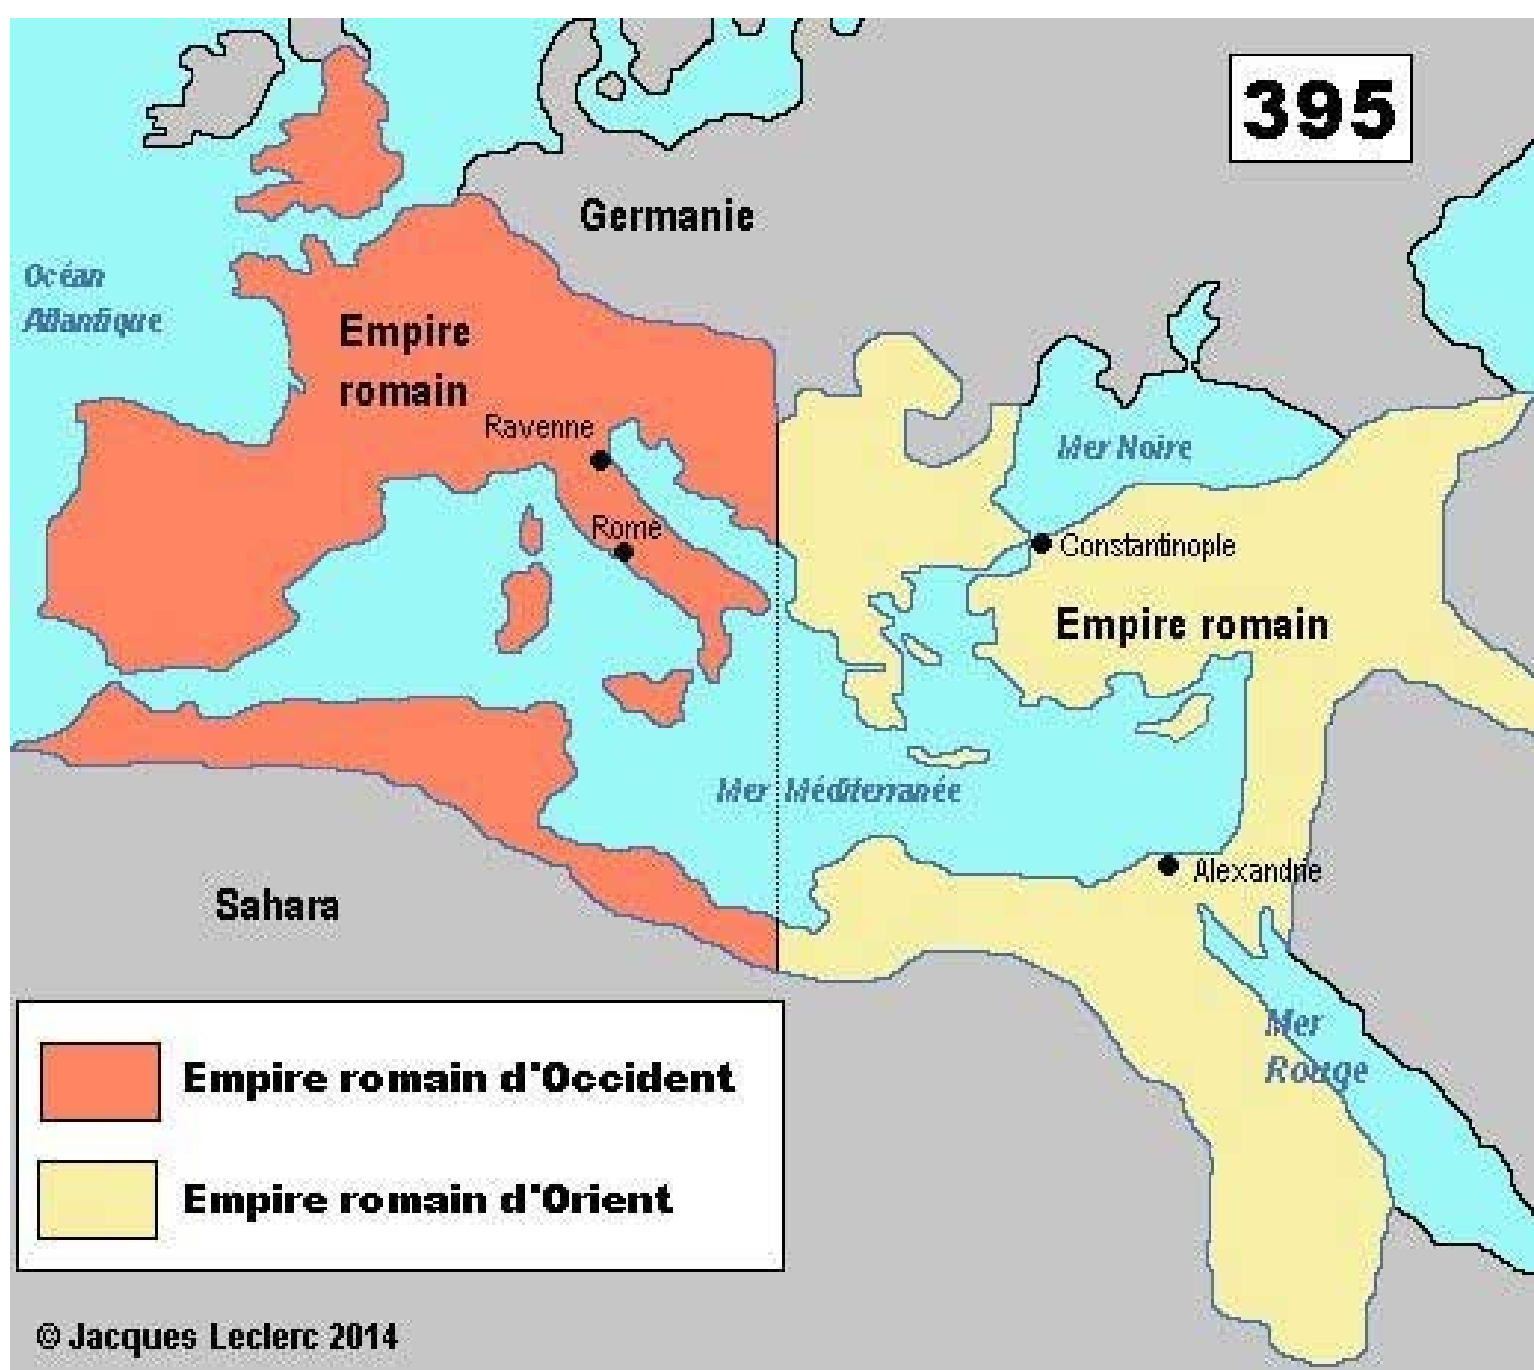 395
Germanie
Océan
Atlantique
Empire
romain
Ravenne
Mer Noire
Rome
Constantinople
Empire romain
Mer Méditerranée
Alexandrie
Sahara
Mer
Rouge
Empire romain d'Occident
Empire romain d'Orient
© Jacques Leclerc 2014